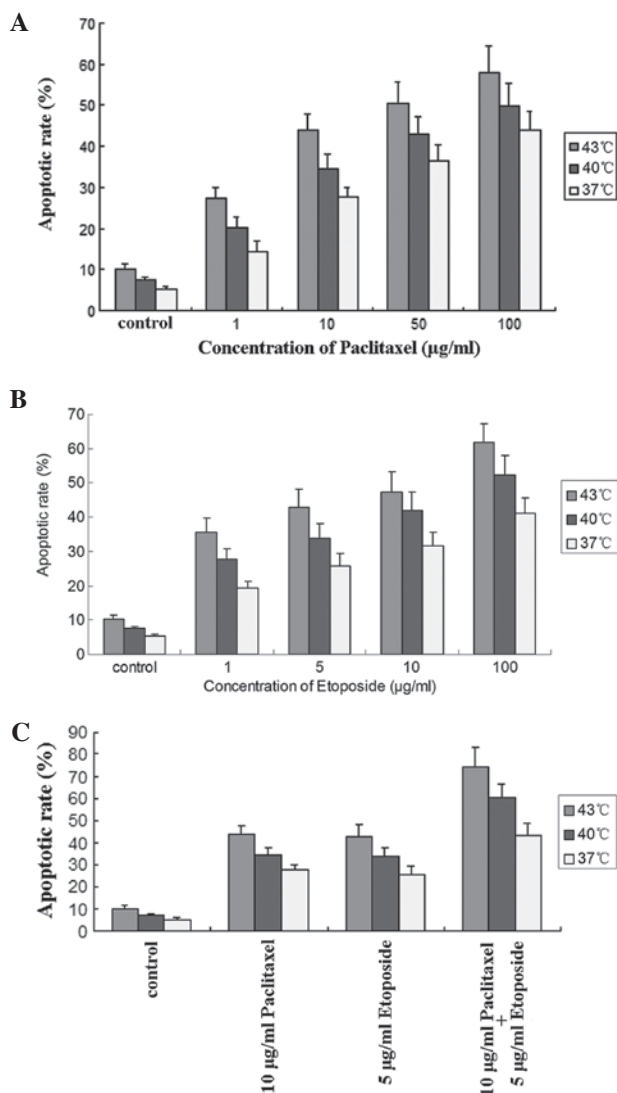 A
Apoptotic rate (%)
70
60
50
40
30
20
10
0
control
1
10
50
100
Concentration of Paclitaxel (µg/ml)
43℃
40℃
37℃
B
Apoptotic rate (%)
70
60
50
40
30
20
10
0
control
1
5
10
100
Concentration of Etoposide (µg/ml)
43℃
40℃
37℃
C
Apoptotic rate (%)
90
80
70
60
50
40
30
20
10
0
control
10 µg/ml Paclitaxel
5 µg/ml Etoposide
10 µg/ml Paclitaxel
+
5 µg/ml Etoposide
43℃
40℃
37℃